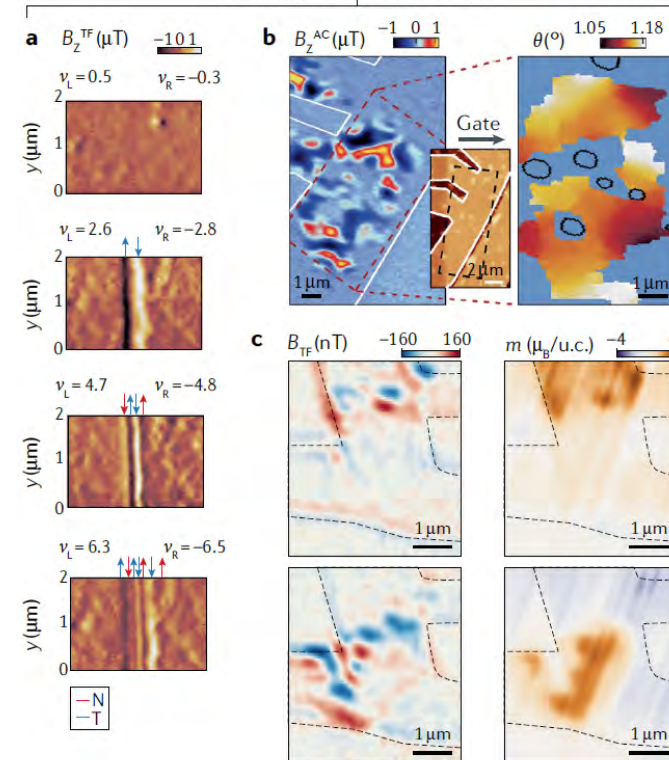 a
B_Z^TF (μT)
−1 0 1
ν_L = 0.5 ν_R = −0.3
2
1
0
y (μm)
ν_L = 2.6 ν_R = −2.8
2
1
0
y (μm)
ν_L = 4.7 ν_R = −4.8
2
1
0
y (μm)
ν_L = 6.3 ν_R = −6.5
2
1
0
y (μm)
N
T
b
B_Z^AC (μT)
−1 0 1
1 μm
Gate
2 μm
θ(°)
1.05 1.18
1 μm
c
B_TF (nT)
−160 160
1 μm
m (μ_B/u.c.)
−4
1 μm
1 μm
1 μm